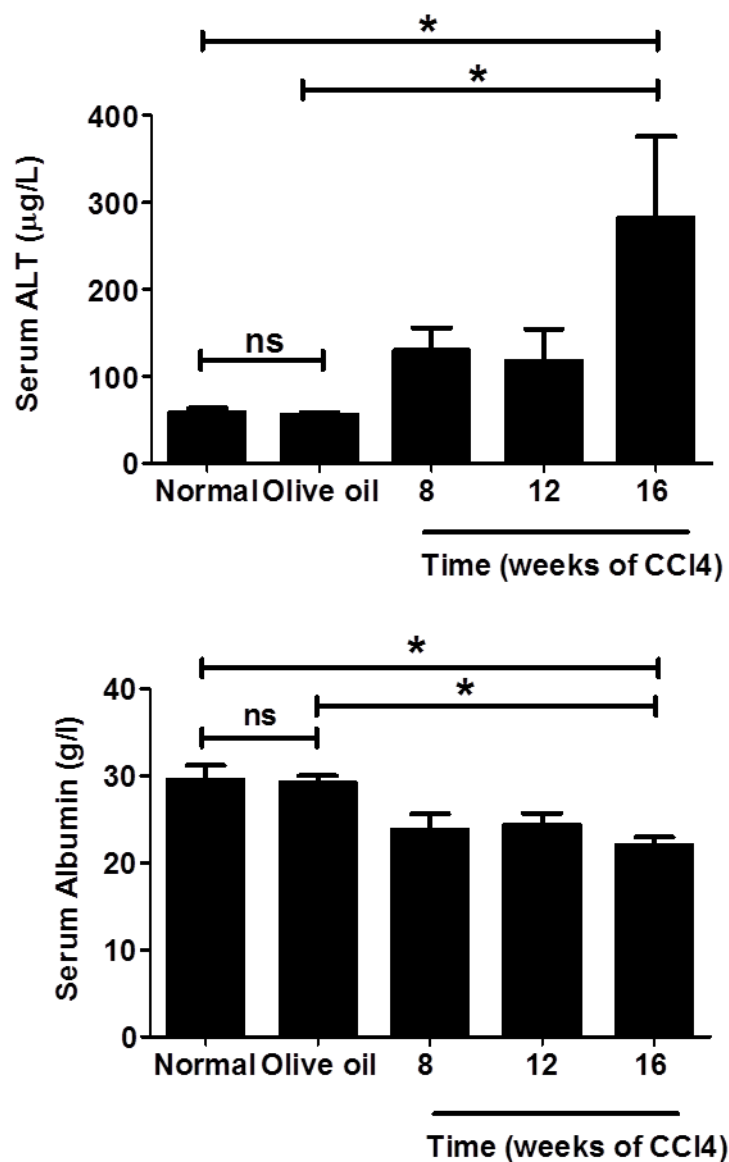 *
*
400
300
200
100
0
Serum ALT (μg/L)
ns
Normal Olive oil 8 12 16
Time (weeks of CCl4)
*
*
ns
40
30
20
10
0
Serum Albumin (g/l)
Normal Olive oil 8 12 16
Time (weeks of CCl4)